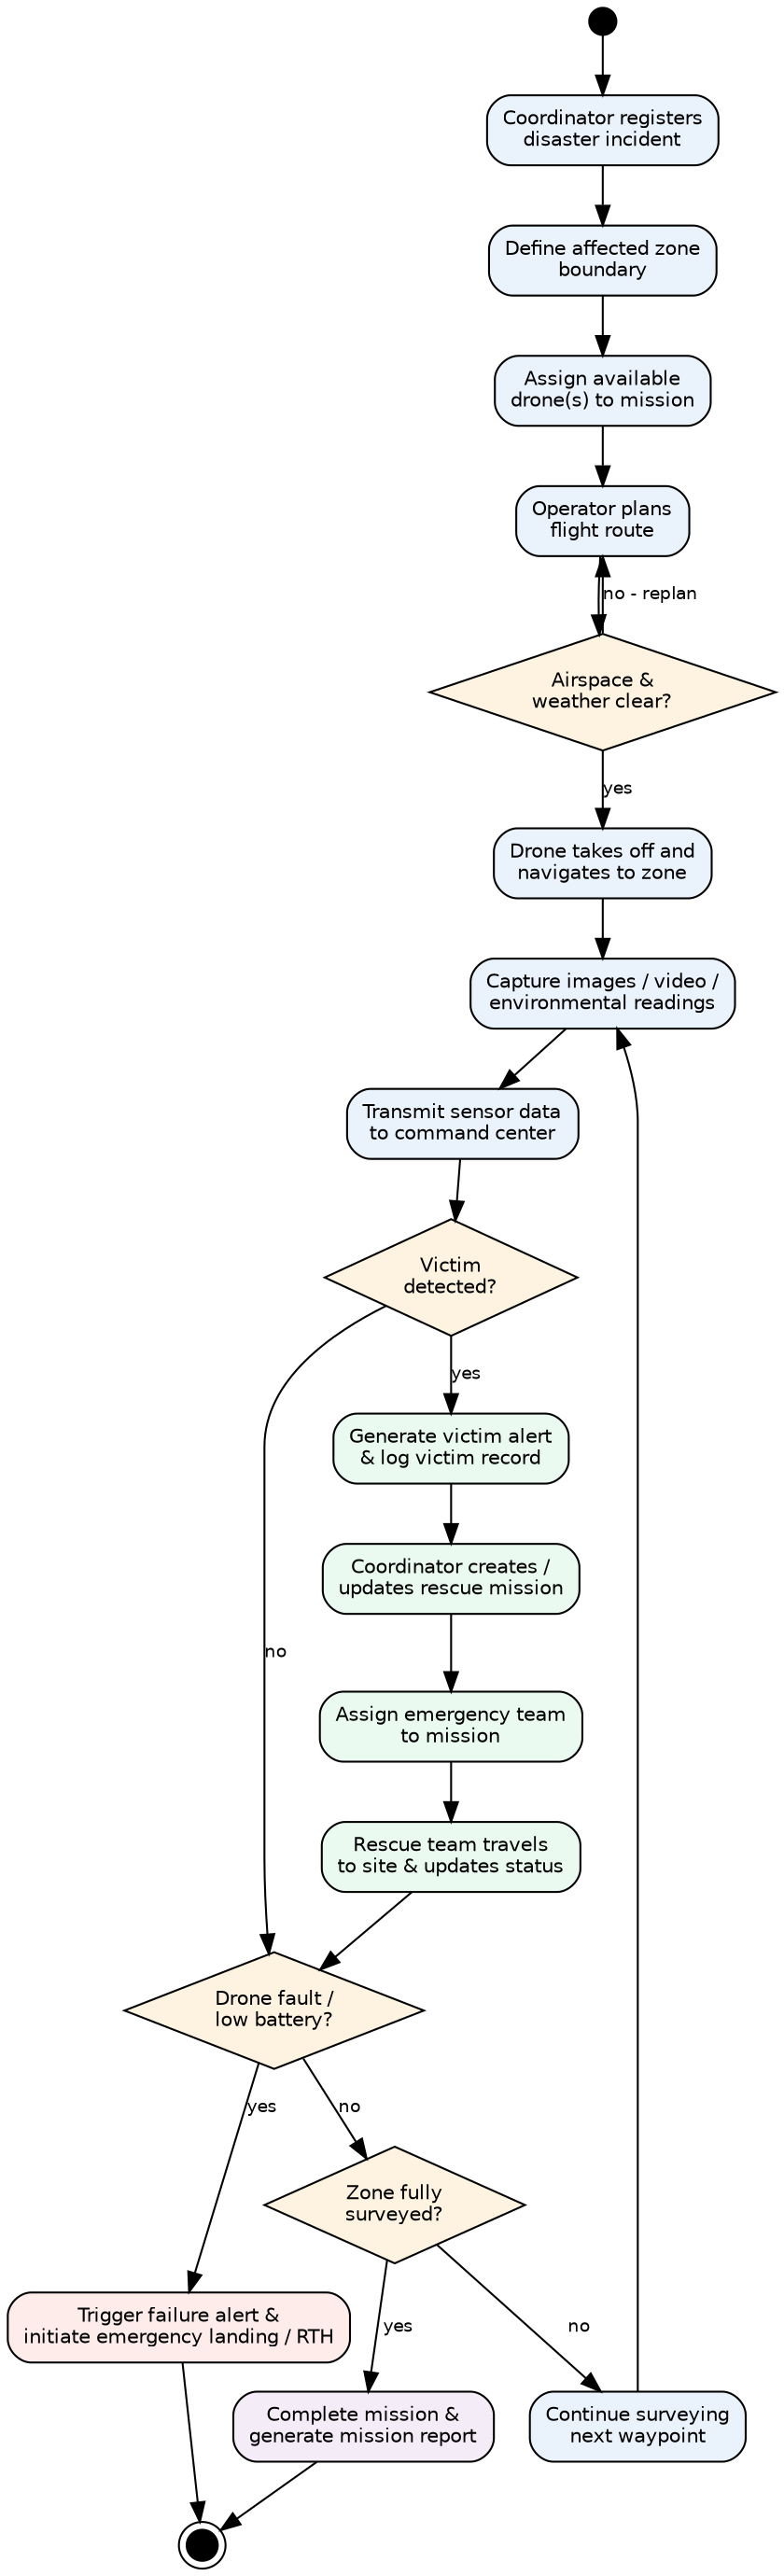 Coordinator registers
disaster incident
Define affected zone
boundary
Assign available
drone(s) to mission
Operator plans
flight route
no - replan
Airspace &
weather clear?
yes
Drone takes off and
navigates to zone
Capture images / video /
environmental readings
Transmit sensor data
to command center
Victim
detected?
yes
Generate victim alert
& log victim record
Coordinator creates /
updates rescue mission
no
Assign emergency team
to mission
Rescue team travels
to site & updates status
Drone fault /
low battery?
yes
no
Zone fully
surveyed?
Trigger failure alert &
initiate emergency landing / RTH
yes
no
Complete mission &
generate mission report
Continue surveying
next waypoint